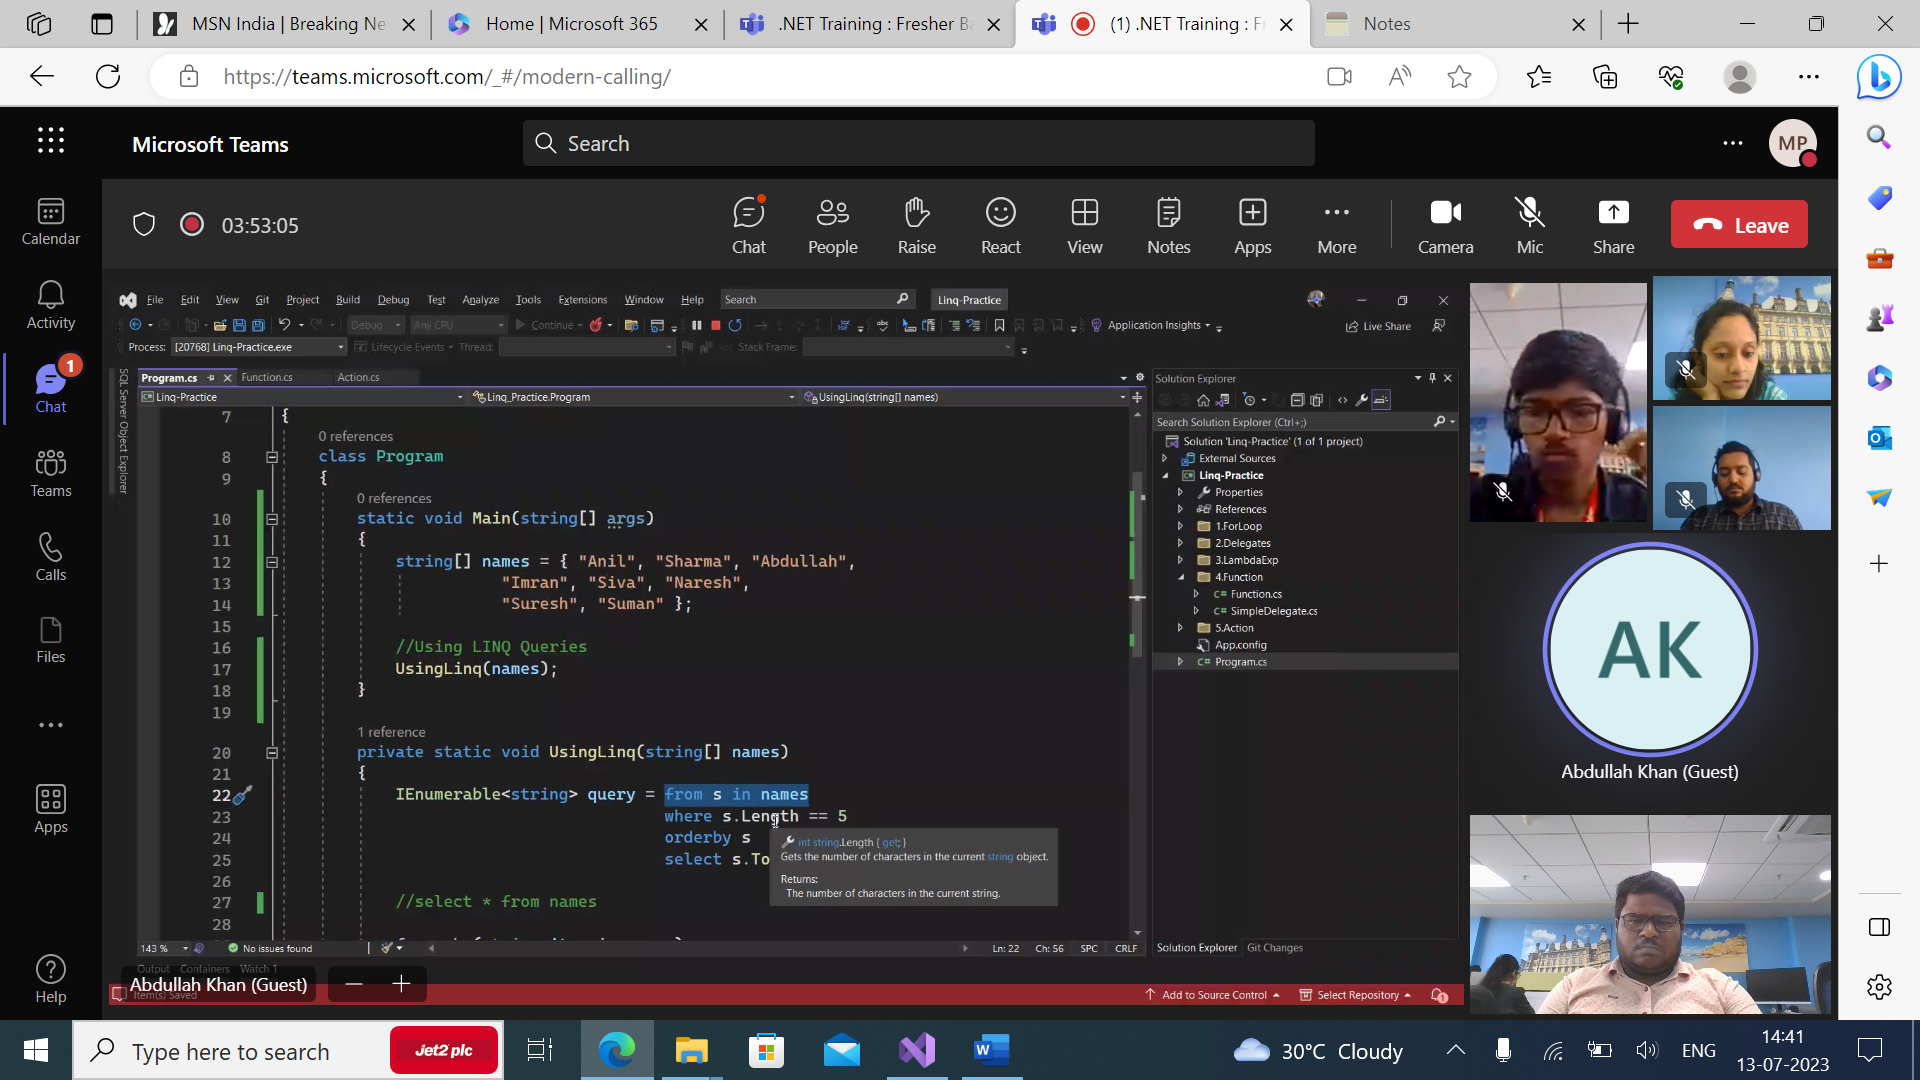 MSN India | Breaking Ne
Home | Microsoft 365
.NET Training : Fresher Ba
(1) .NET Training : Fr
Notes
https://teams.microsoft.com/_#/modern-calling/
Microsoft Teams
Search
MP
03:53:05
Chat
People
Raise
React
View
Notes
Apps
More
Camera
Mic
Share
Leave
Calendar
Activity
1
Chat
Teams
Calls
Files
Apps
Help
File Edit View Git Project Build Debug Test Analyze Tools Extensions Window Help Search Linq-Practice
Debug Any CPU Continue Application Insights Live Share
Process: [20768] Linq-Practice.exe Lifecycle Events Thread: Stack Frame:
SQL Server Object Explorer
Program.cs Function.cs Action.cs
Linq-Practice Linq_Practice.Program UsingLinq(string[] names)
7 {
0 references
8 class Program
9 {
0 references
10 static void Main(string[] args)
11 {
12 string[] names = { "Anil", "Sharma", "Abdullah",
13 "Imran", "Siva", "Naresh",
14 "Suresh", "Suman" };
15
16 //Using LINQ Queries
17 UsingLinq(names);
18 }
19
1 reference
20 private static void UsingLinq(string[] names)
21 {
22 IEnumerable<string> query = from s in names
23 where s.Length == 5
24 orderby s
25 select s.To
26
27 //select * from names
28
int string.Length { get; }
Gets the number of characters in the current string object.
Returns:
The number of characters in the current string.
143 % No issues found Ln: 22 Ch: 56 SPC CRLF
Solution Explorer
Search Solution Explorer (Ctrl+;)
Solution 'Linq-Practice' (1 of 1 project)
External Sources
Linq-Practice
Properties
References
1.ForLoop
2.Delegates
3.LambdaExp
4.Function
C# Function.cs
C# SimpleDelegate.cs
5.Action
App.config
C# Program.cs
Solution Explorer Git Changes
Output Containers Watch 1
Abdullah Khan (Guest)
Item(s) Saved
Add to Source Control Select Repository 1
AK
Abdullah Khan (Guest)
Type here to search
Jet2 plc
30°C Cloudy
ENG
14:41
13-07-2023